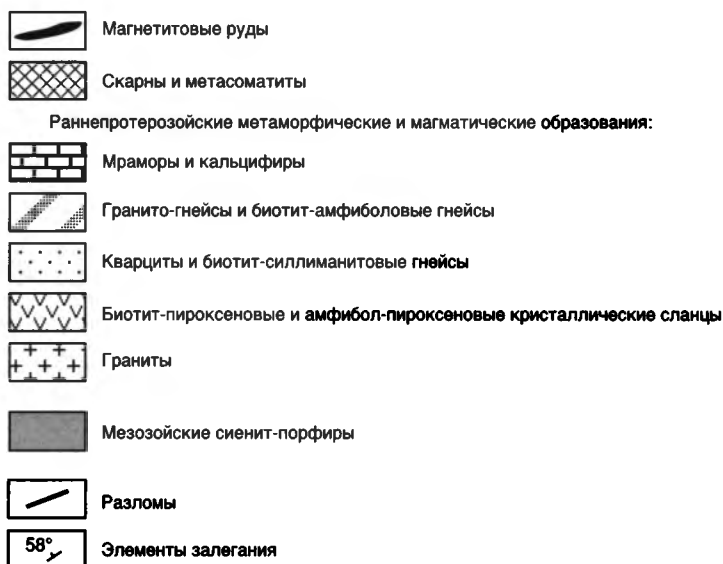 Магнетитовые руды
Скарны и метасоматиты
Раннепротерозойские метаморфические и магматические образования:
Мраморы и кальцифиры
Гранито-гнейсы и биотит-амфиболовые гнейсы
Кварциты и биотит-силлиманитовые гнейсы
Биотит-пироксеновые и амфибол-пироксеновые кристаллические сланцы
Граниты
Мезозойские сиенит-порфиры
Разломы
58° Элементы залегания